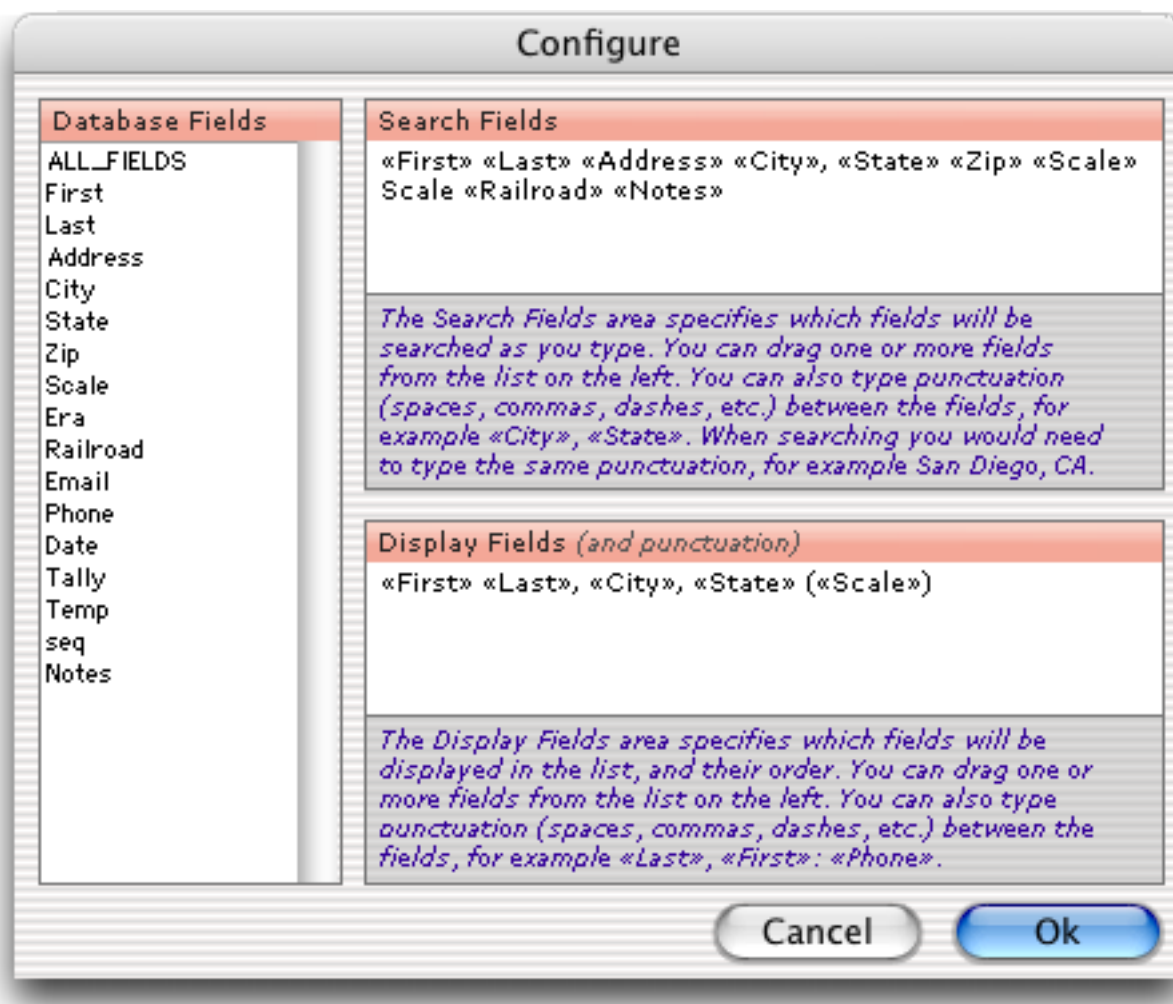 Configure
Database Fields
ALL_FIELDS
First
Last
Address
City
State
Zip
Scale
Era
Railroad
Email
Phone
Date
Tally
Temp
seq
Notes
Search Fields
«First» «Last» «Address» «City», «State» «Zip» «Scale»
Scale «Railroad» «Notes»
The Search Fields area specifies which fields will be
searched as you type. You can drag one or more fields
from the list on the left. You can also type punctuation
(spaces, commas, dashes, etc.) between the fields, for
example «City», «State». When searching you would need
to type the same punctuation, for example San Diego, CA.
Display Fields (and punctuation)
«First» «Last», «City», «State» («Scale»)
The Display Fields area specifies which fields will be
displayed in the list, and their order. You can drag one or
more fields from the list on the left. You can also type
punctuation (spaces, commas, dashes, etc.) between the
fields, for example «Last», «First»: «Phone».
Cancel
Ok